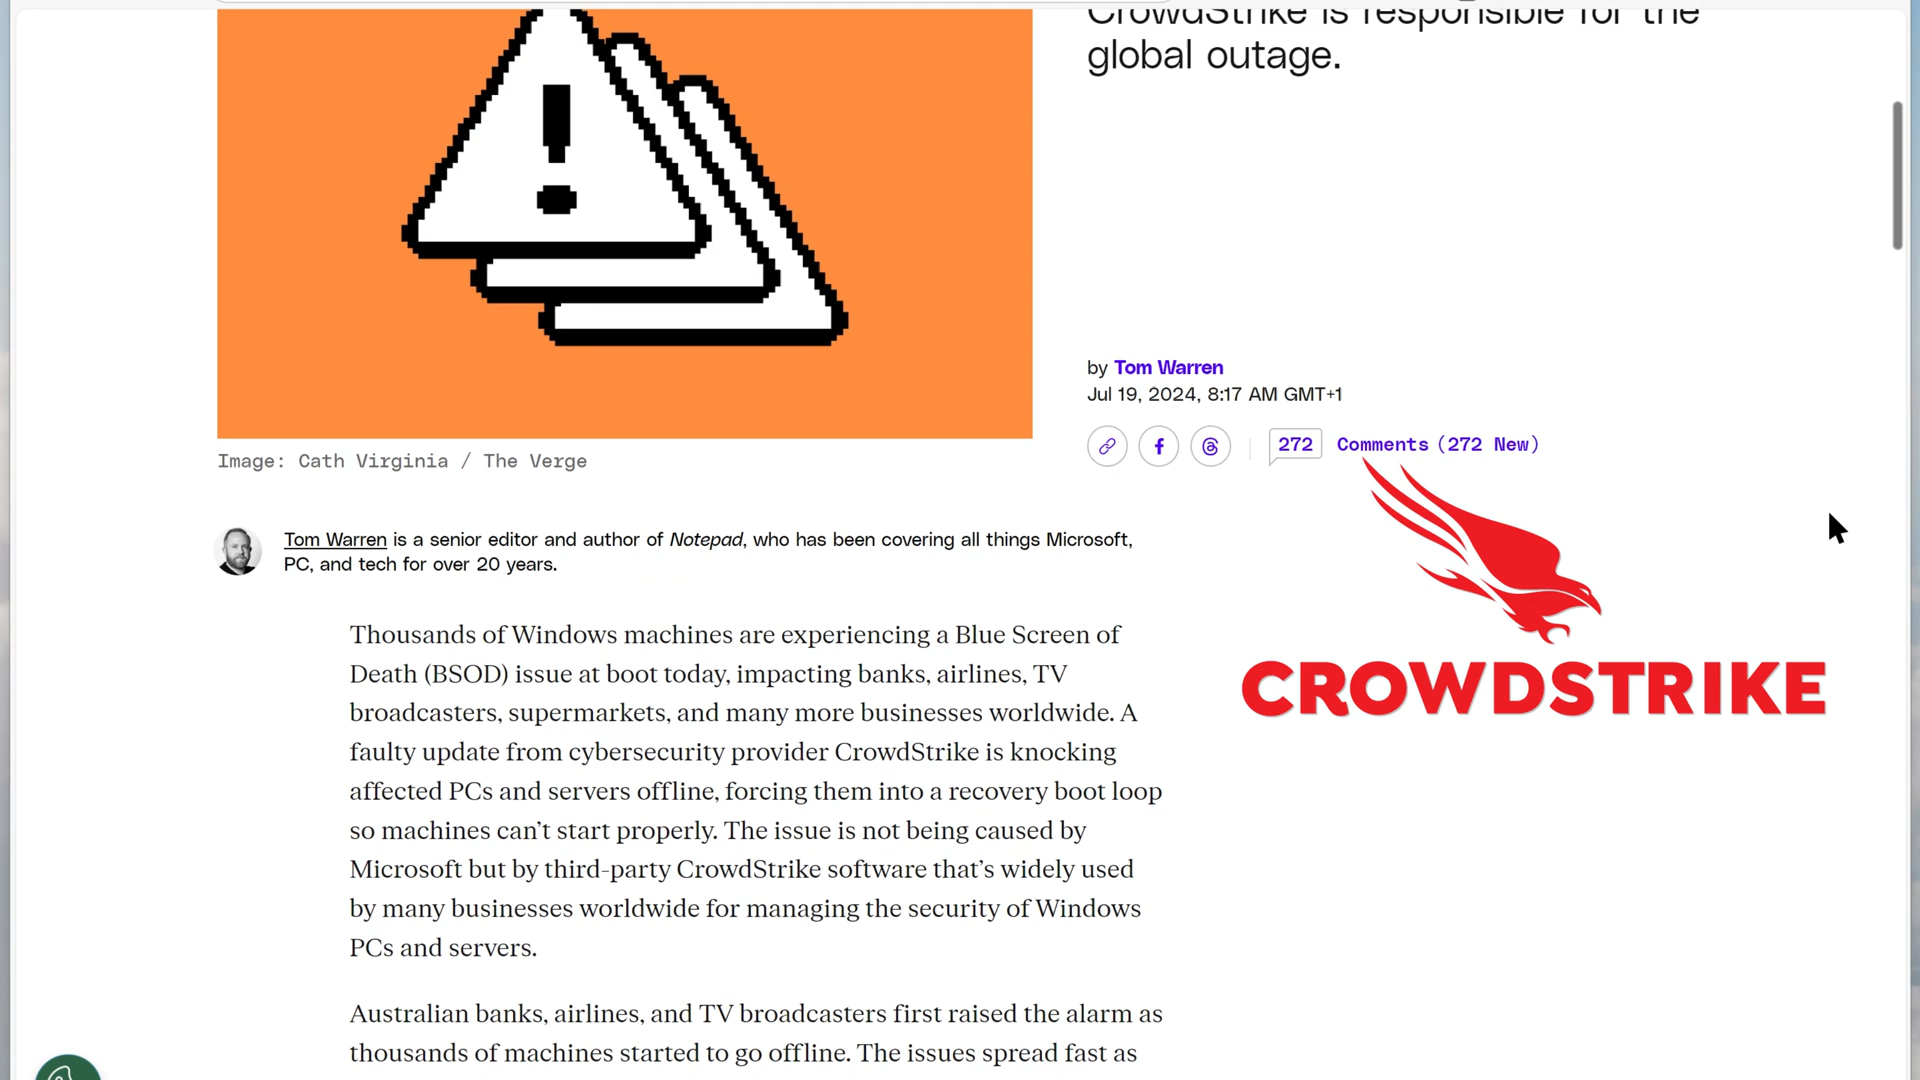 CrowdStrike is responsible for the
global outage.
by Tom Warren
Jul 19, 2024, 8:17 AM GMT+1
272 Comments (272 New)
Image: Cath Virginia / The Verge
Tom Warren is a senior editor and author of Notepad, who has been covering all things Microsoft,
PC, and tech for over 20 years.
CROWDSTRIKE
Thousands of Windows machines are experiencing a Blue Screen of
Death (BSOD) issue at boot today, impacting banks, airlines, TV
broadcasters, supermarkets, and many more businesses worldwide. A
faulty update from cybersecurity provider CrowdStrike is knocking
affected PCs and servers offline, forcing them into a recovery boot loop
so machines can’t start properly. The issue is not being caused by
Microsoft but by third-party CrowdStrike software that’s widely used
by many businesses worldwide for managing the security of Windows
PCs and servers.
Australian banks, airlines, and TV broadcasters first raised the alarm as
thousands of machines started to go offline. The issues spread fast as